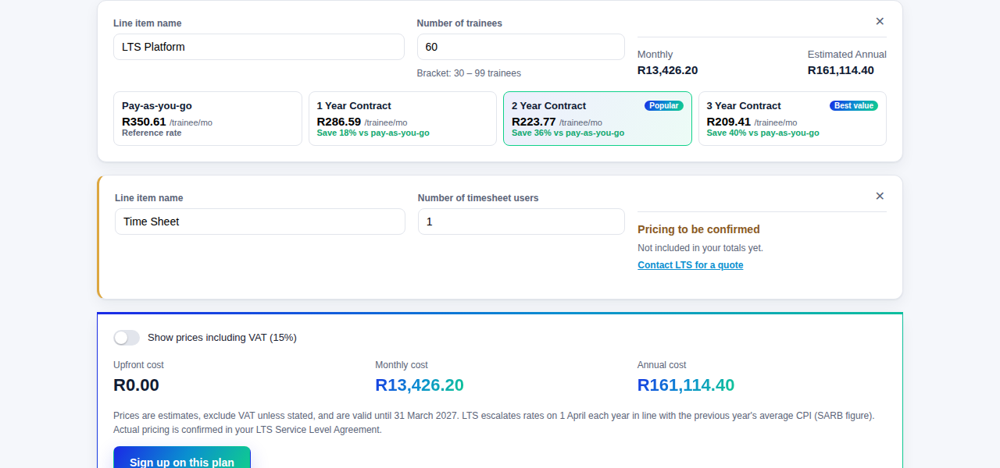 Line item name
LTS Platform
Number of trainees
60
Bracket: 30 – 99 trainees
✕
Monthly
R13,426.20
Estimated Annual
R161,114.40
Pay-as-you-go
R350.61 /trainee/mo
Reference rate
1 Year Contract
R286.59 /trainee/mo
Save 18% vs pay-as-you-go
2 Year Contract
Popular
R223.77 /trainee/mo
Save 36% vs pay-as-you-go
3 Year Contract
Best value
R209.41 /trainee/mo
Save 40% vs pay-as-you-go
Line item name
Time Sheet
Number of timesheet users
1
✕
Pricing to be confirmed
Not included in your totals yet.
Contact LTS for a quote
Show prices including VAT (15%)
Upfront cost
R0.00
Monthly cost
R13,426.20
Annual cost
R161,114.40
Prices are estimates, exclude VAT unless stated, and are valid until 31 March 2027. LTS escalates rates on 1 April each year in line with the previous year's average CPI (SARB figure).
Actual pricing is confirmed in your LTS Service Level Agreement.
Sign up on this plan